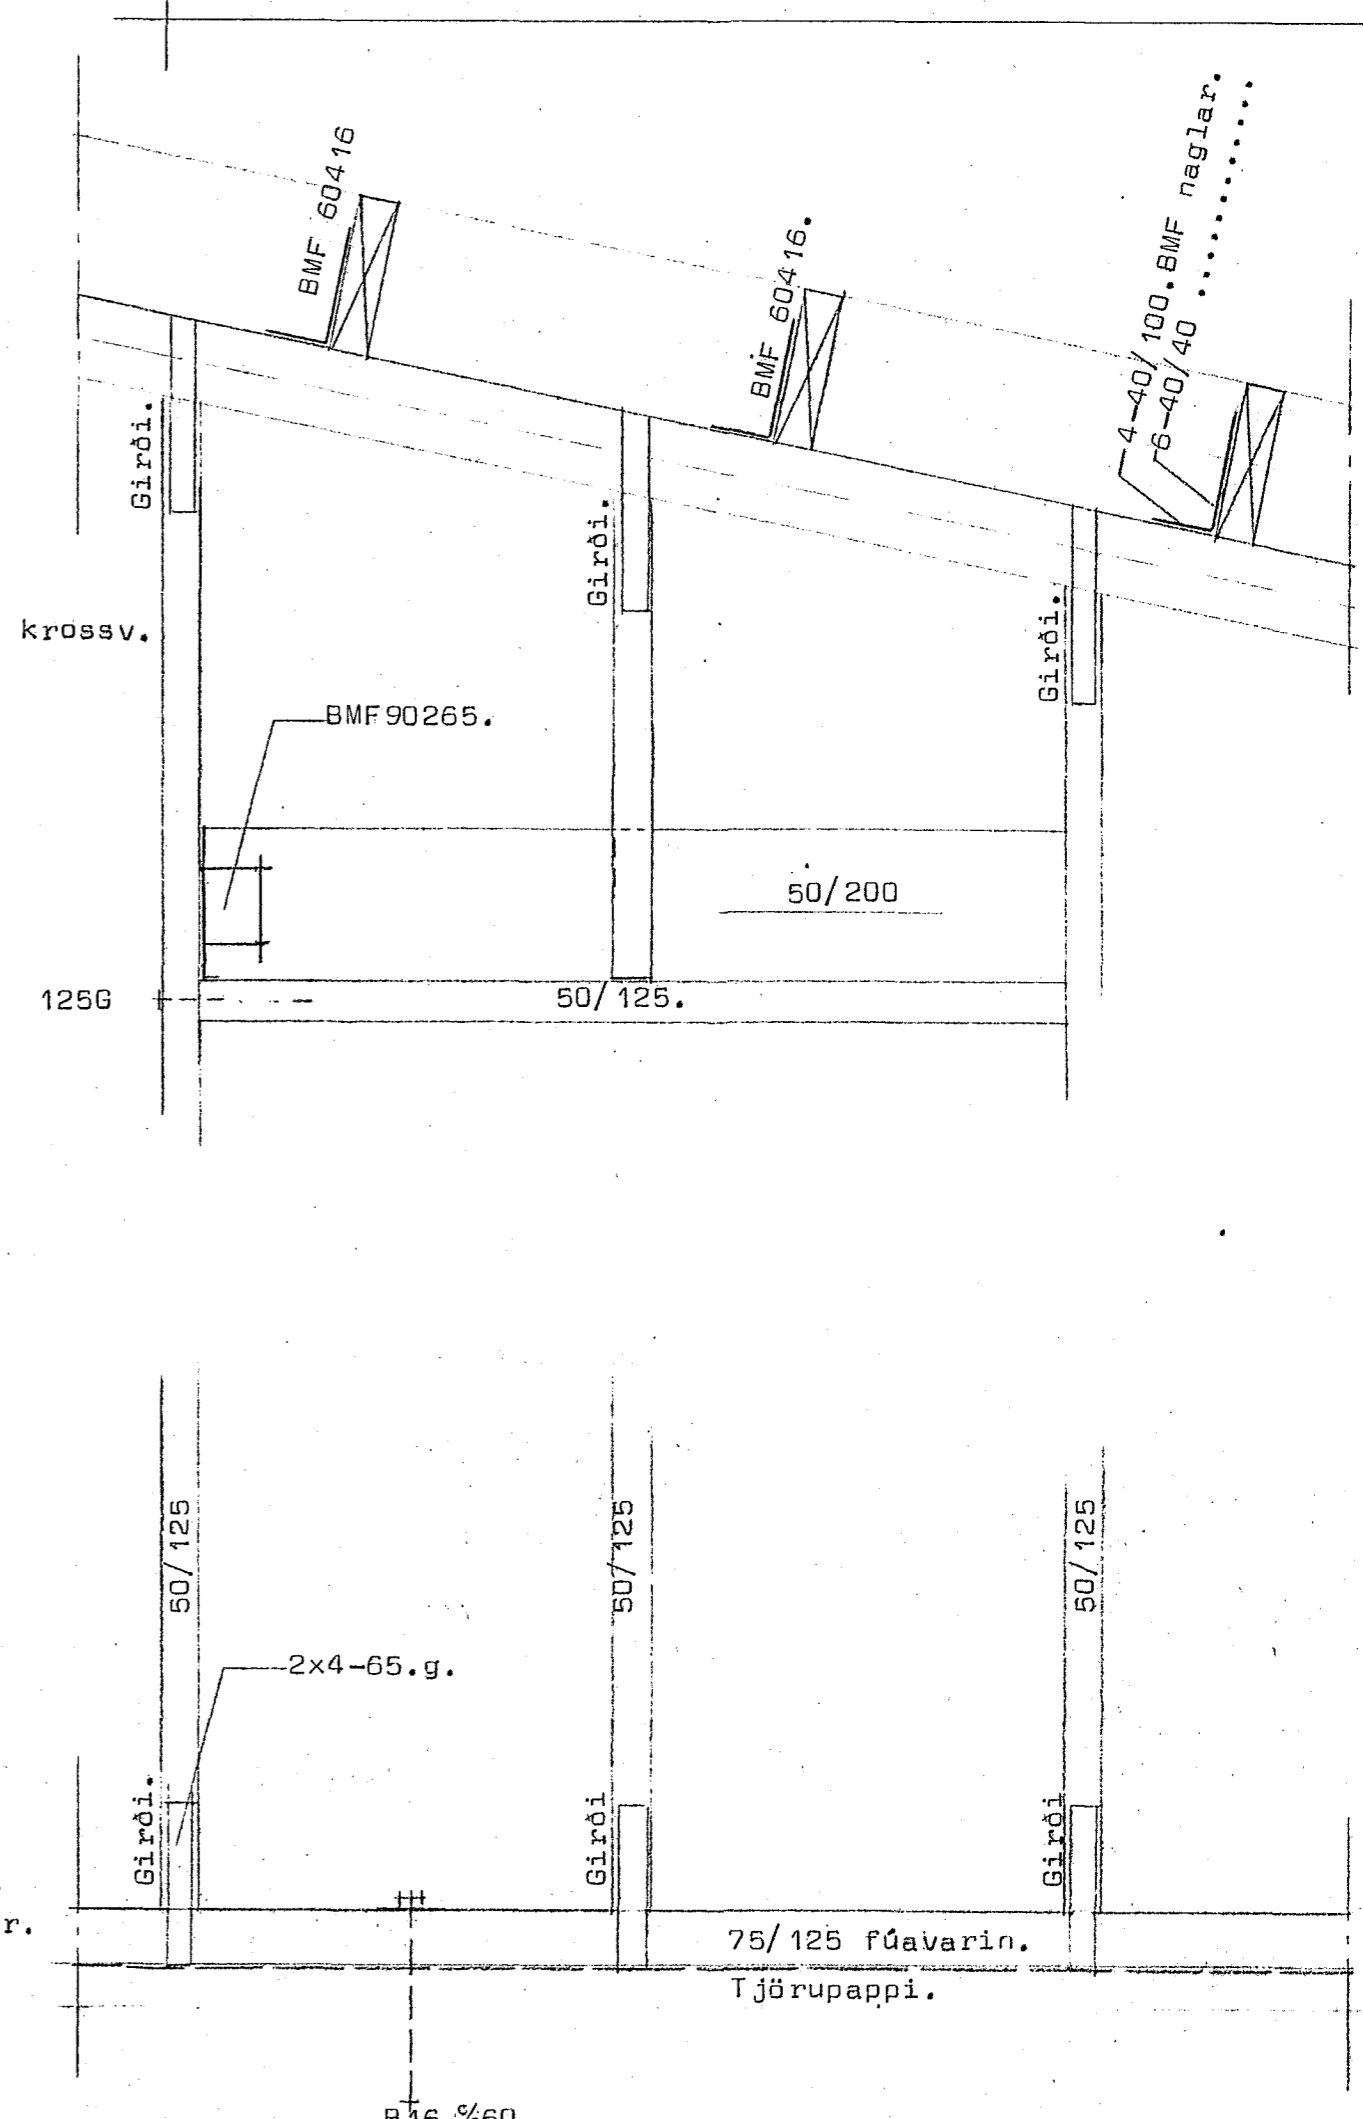 BMF 60416
BMF 60416.
4-40/100.BMF naglar.
6-40/40 ...........
Girði.
Girði.
Girði.
krossv.
BMF90265.
50/200
125G
50/125.
50/125
50/125
50/125
2x4-65.g.
Girði.
Girði
Girði
r.
75/125 fúavarin.
Tjörupappi.
c/60